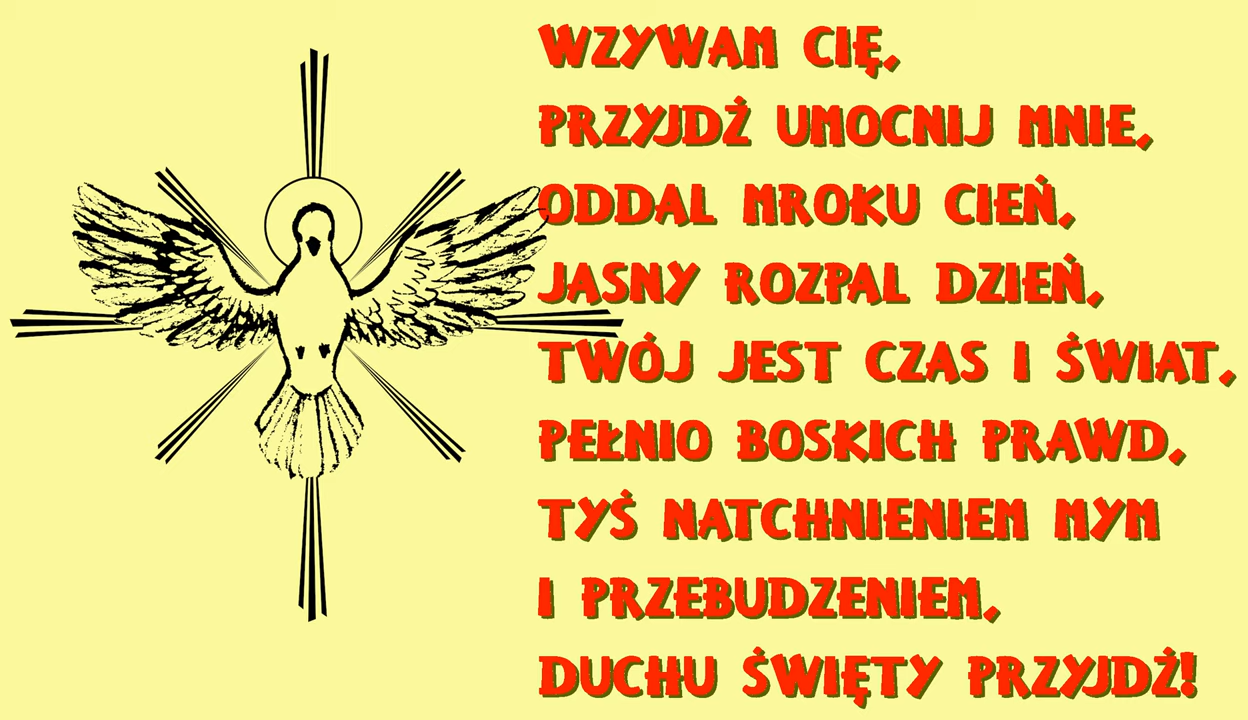 WZYWAM CIĘ,
PRZYJDŹ UMOCNIJ MNIE,
ODDAL MROKU CIEŃ,
JASNY ROZPAL DZIEŃ,
TWÓJ JEST CZAS I ŚWIAT,
PEŁNIO BOSKICH PRAWD,
TYŚ NATCHNIENIEM MYM
I PRZEBUDZENIEM,
DUCHU ŚWIĘTY PRZYJDŹ!